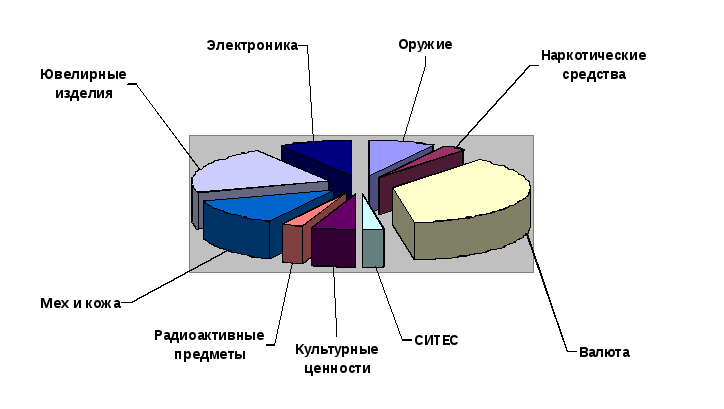 Электроника
Оружие
Наркотические
средства
Ювелирные
изделия
Мех и кожа
Радиоактивные
предметы
Культурные
ценности
СИТЕС
Валюта